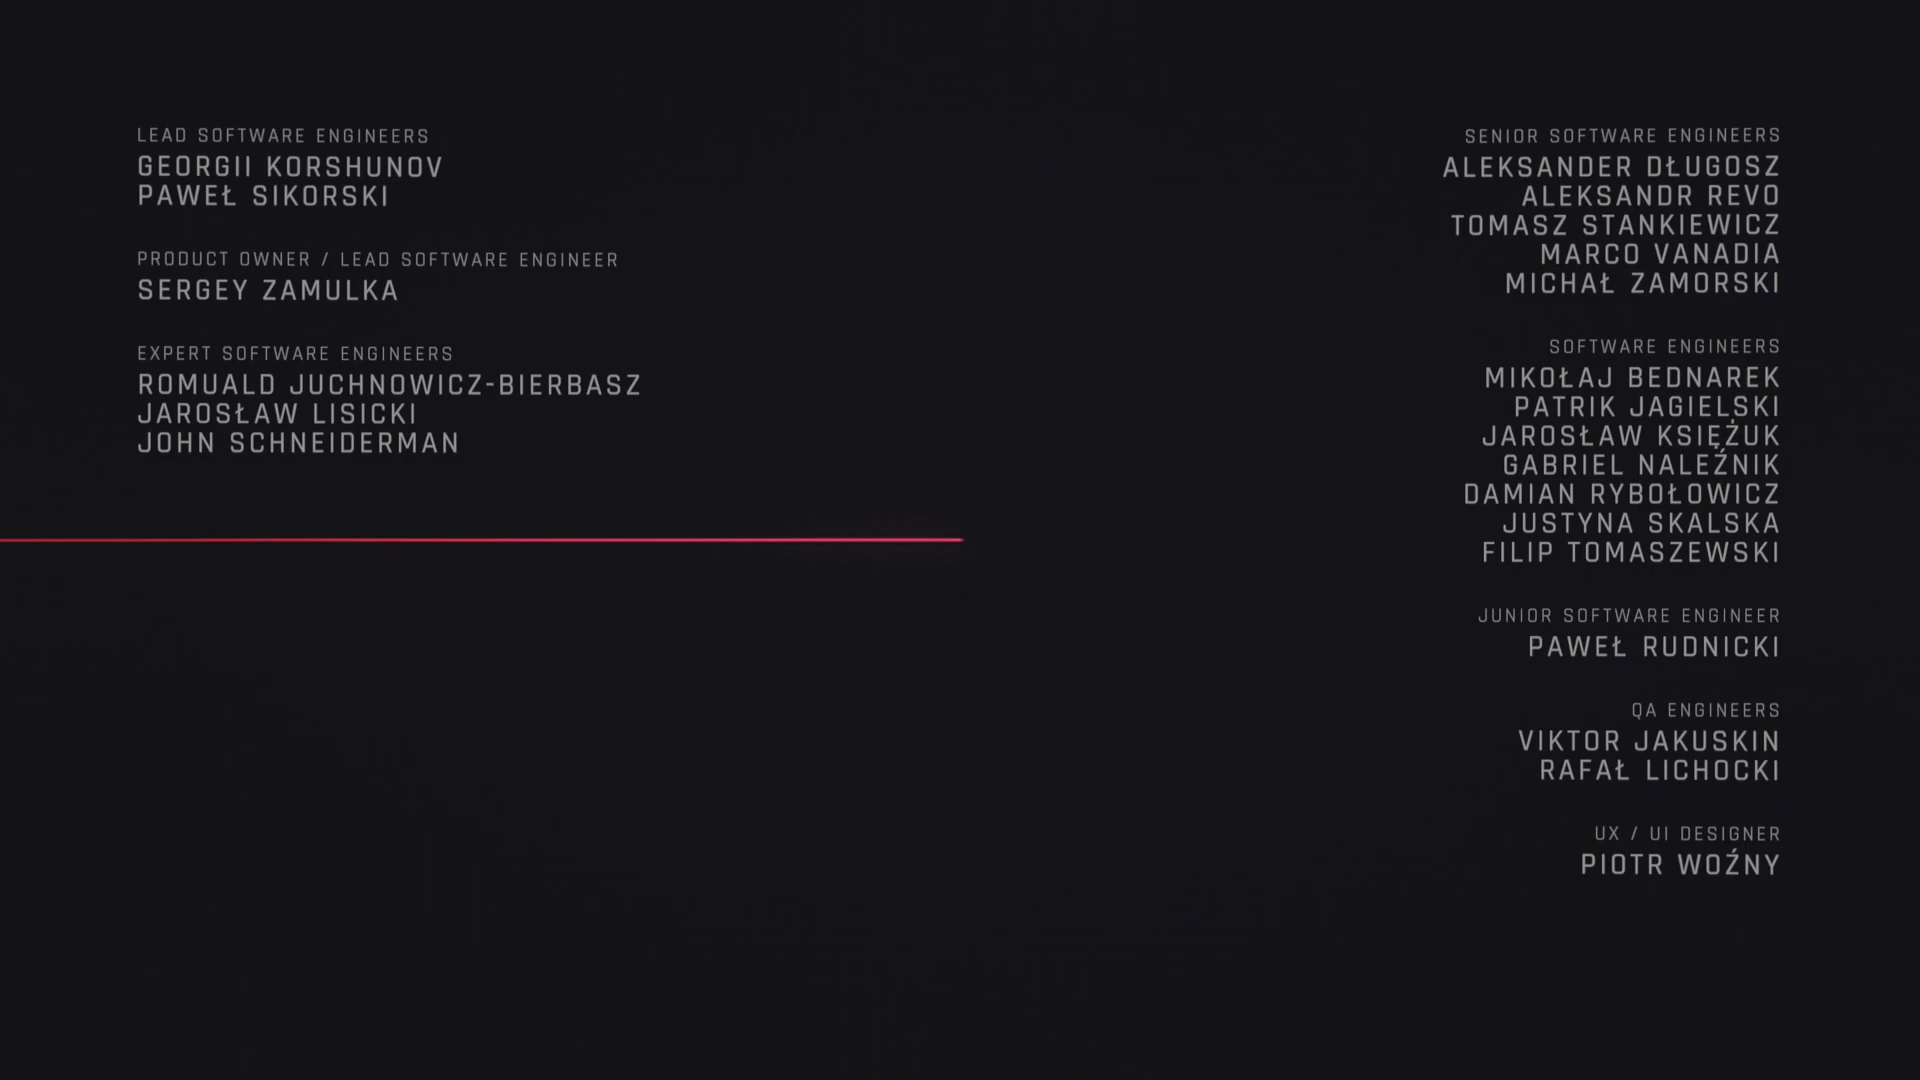 LEAD SOFTWARE ENGINEERS
GEORGII KORSHUNOV
PAWEŁ SIKORSKI
PRODUCT OWNER / LEAD SOFTWARE ENGINEER
SERGEY ZAMULKA
EXPERT SOFTWARE ENGINEERS
ROMUALD JUCHNOWICZ-BIERBASZ
JAROSŁAW LISICKI
JOHN SCHNEIDERMAN
SENIOR SOFTWARE ENGINEERS
ALEKSANDER DŁUGOSZ
ALEKSANDR REVO
TOMASZ STANKIEWICZ
MARCO VANADIA
MICHAŁ ZAMORSKI
SOFTWARE ENGINEERS
MIKOŁAJ BEDNAREK
PATRIK JAGIELSKI
JAROSŁAW KSIĘŻUK
GABRIEL NALEŹNIK
DAMIAN RYBOŁOWICZ
JUSTYNA SKALSKA
FILIP TOMASZEWSKI
JUNIOR SOFTWARE ENGINEER
PAWEŁ RUDNICKI
QA ENGINEERS
VIKTOR JAKUSKIN
RAFAŁ LICHOCKI
UX / UI DESIGNER
PIOTR WOŹNY